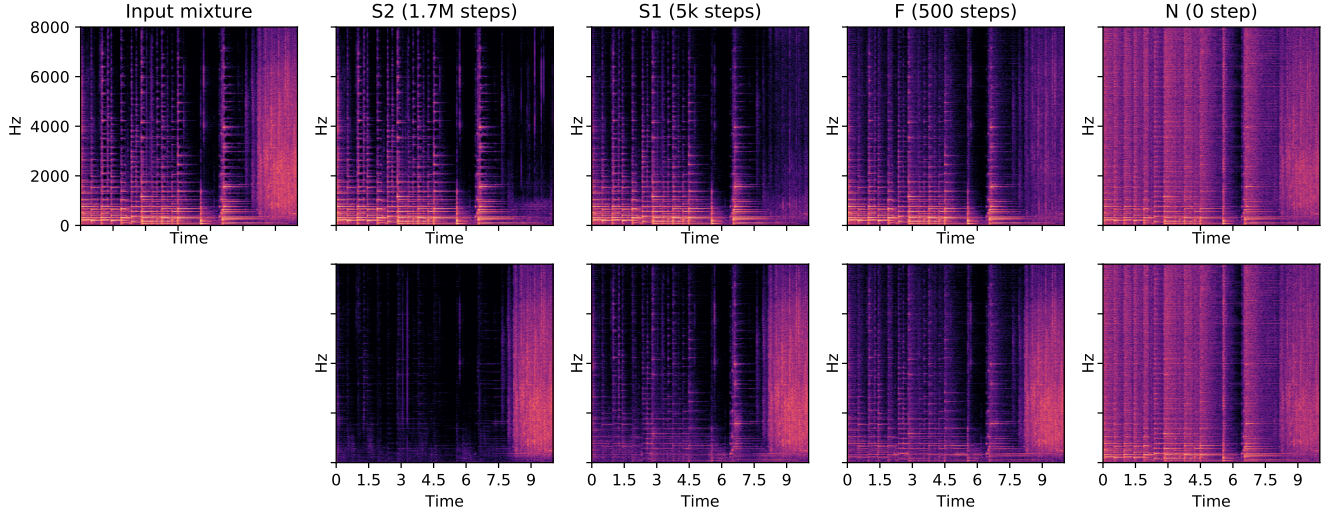 Input mixture
S2 (1.7M steps)
S1 (5k steps)
F (500 steps)
N (0 step)
8000
6000
4000
2000
0
Hz
Hz
Hz
Hz
Hz
Time
Time
Time
Time
Time
Hz
Hz
Hz
Hz
0 1.5 3 4.5 6 7.5 9
0 1.5 3 4.5 6 7.5 9
0 1.5 3 4.5 6 7.5 9
0 1.5 3 4.5 6 7.5 9
Time
Time
Time
Time